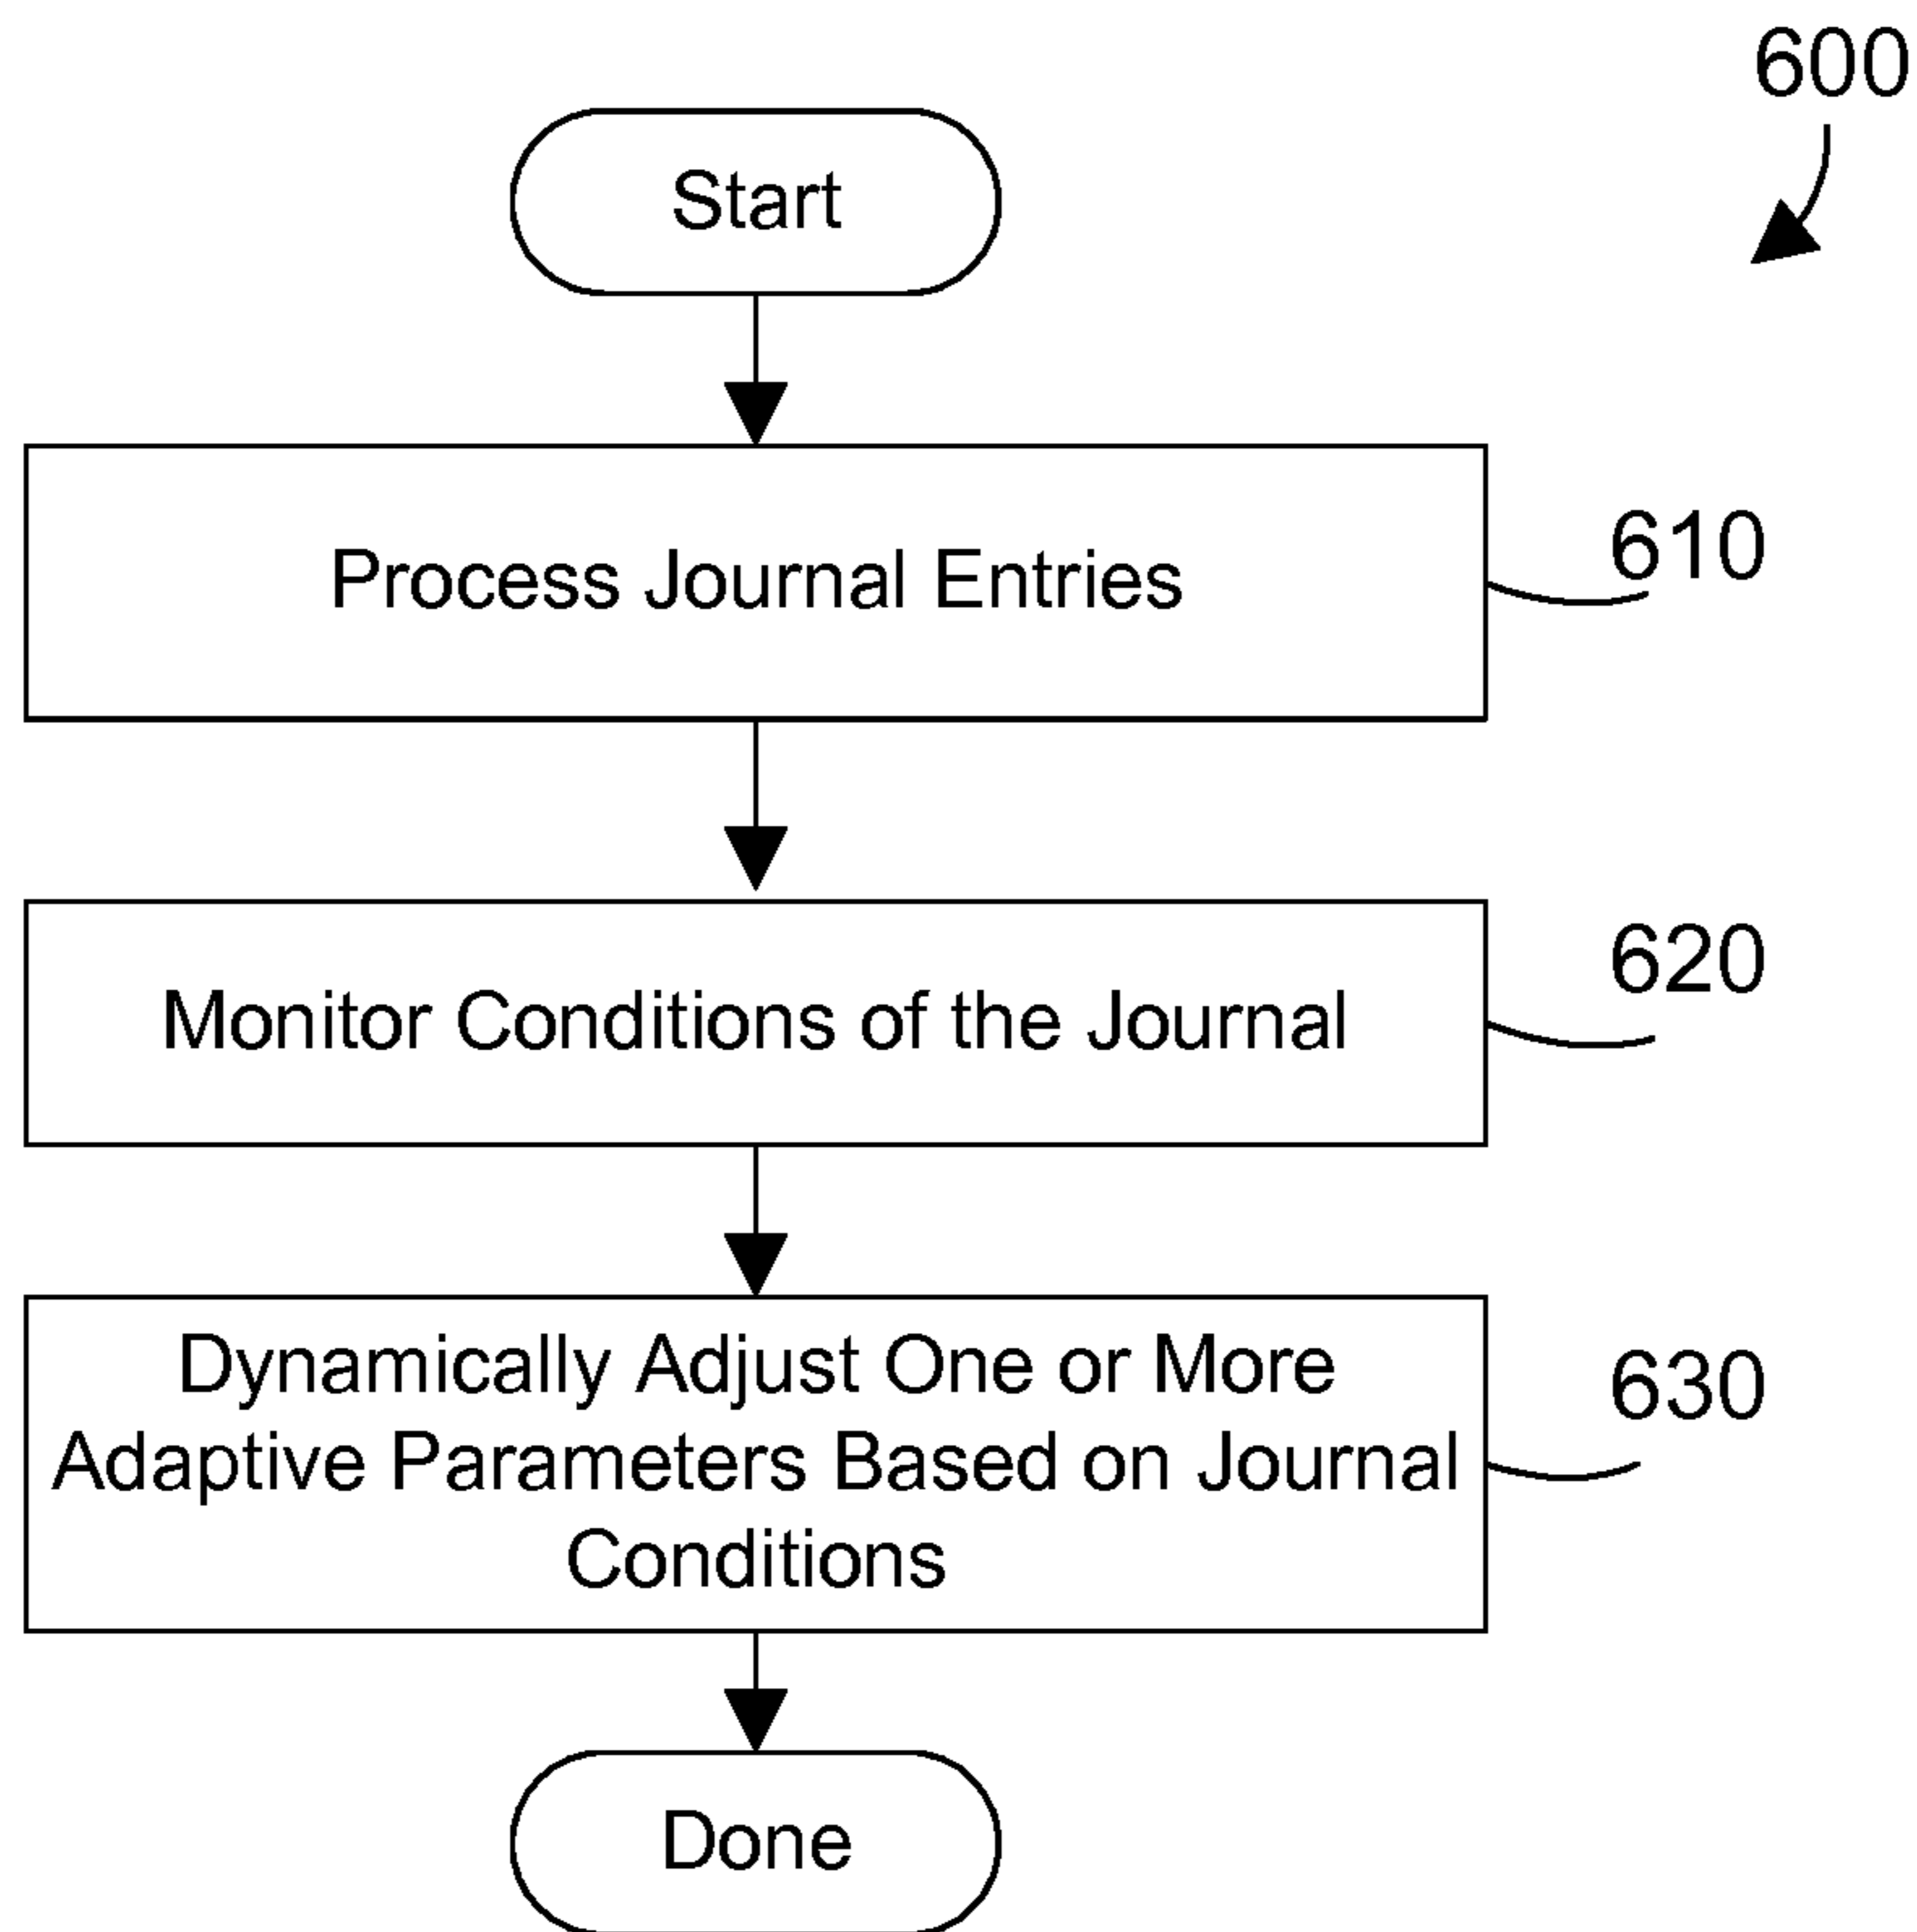 600
Start
Process Journal Entries
610
Monitor Conditions of the Journal
620
Dynamically Adjust One or More
Adaptive Parameters Based on Journal
Conditions
630
Done